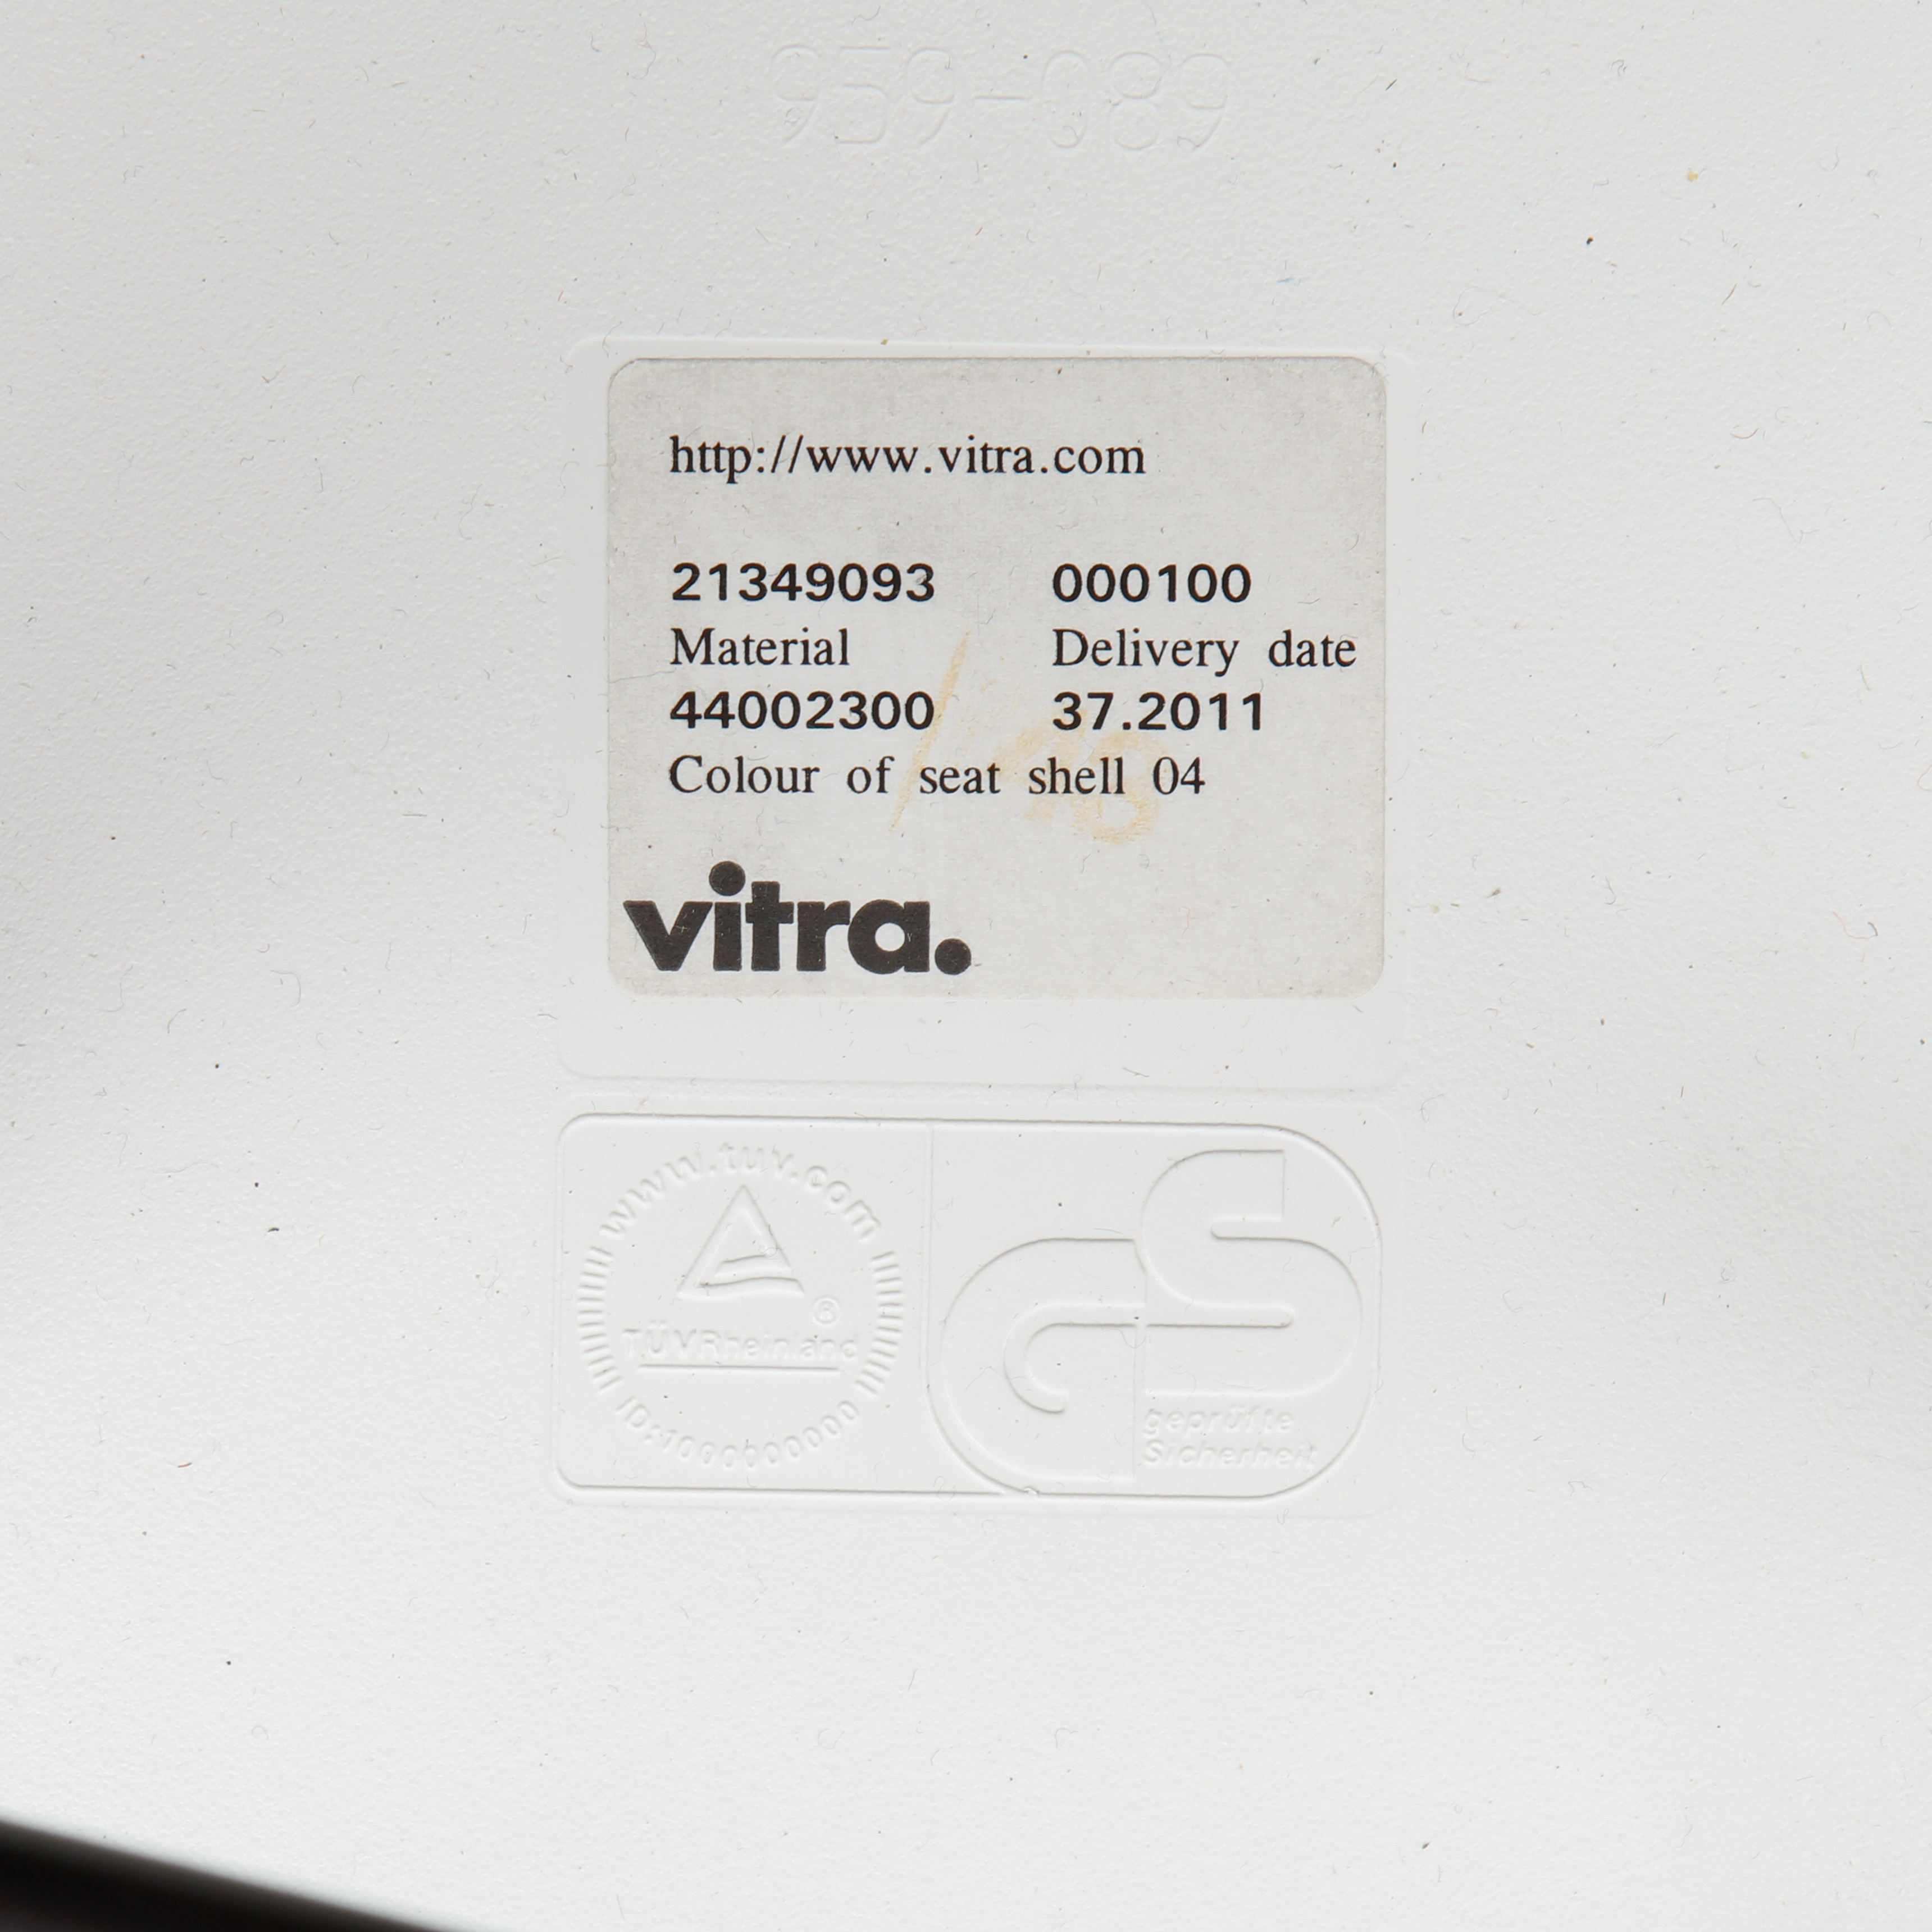 959-089
http://www.vitra.com
21349093 000100
Material Delivery date
44002300 37.2011
Colour of seat shell 04
vitra.
www.tuv.com
®
TÜVRheinland
ID:1000000000
GS
geprüfte
Sicherheit